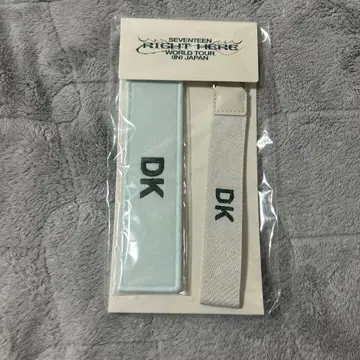 SEVENTEEN
RIGHT HERE
WORLD TOUR
(IN) JAPAN
DK
DK